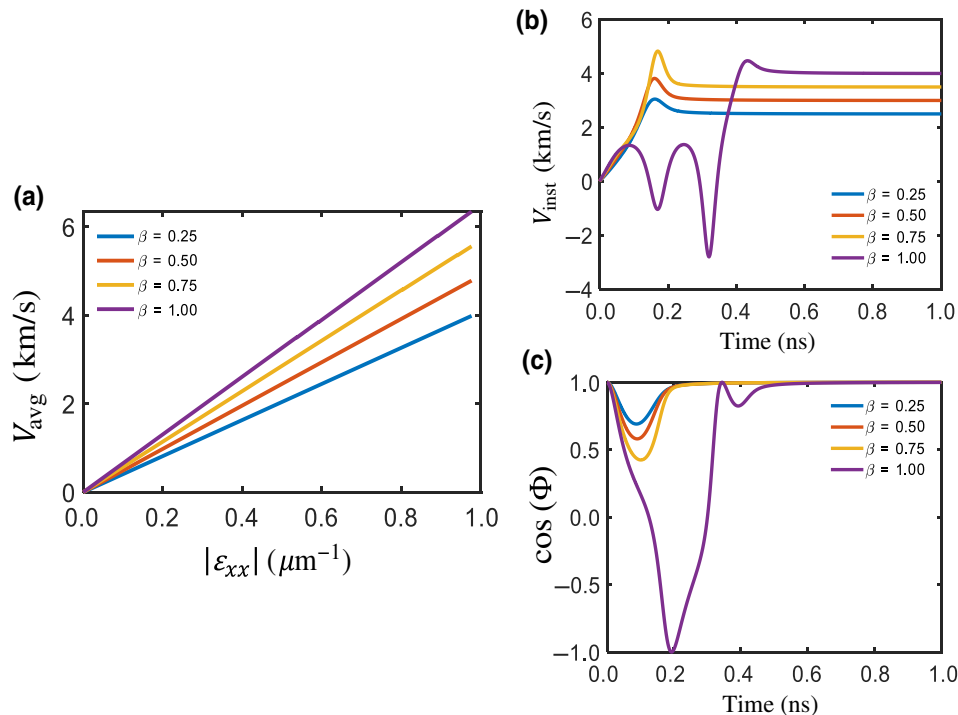 (a)
V_avg (km/s)
6
4
2
0
β = 0.25
β = 0.50
β = 0.75
β = 1.00
0.0 0.2 0.4 0.6 0.8 1.0
|ε_xx| (μm⁻¹)
(b)
V_inst (km/s)
6
4
2
0
−2
−4
β = 0.25
β = 0.50
β = 0.75
β = 1.00
0.0 0.2 0.4 0.6 0.8 1.0
Time (ns)
(c)
cos (Φ)
1.0
0.5
0.0
−0.5
−1.0
β = 0.25
β = 0.50
β = 0.75
β = 1.00
0.0 0.2 0.4 0.6 0.8 1.0
Time (ns)